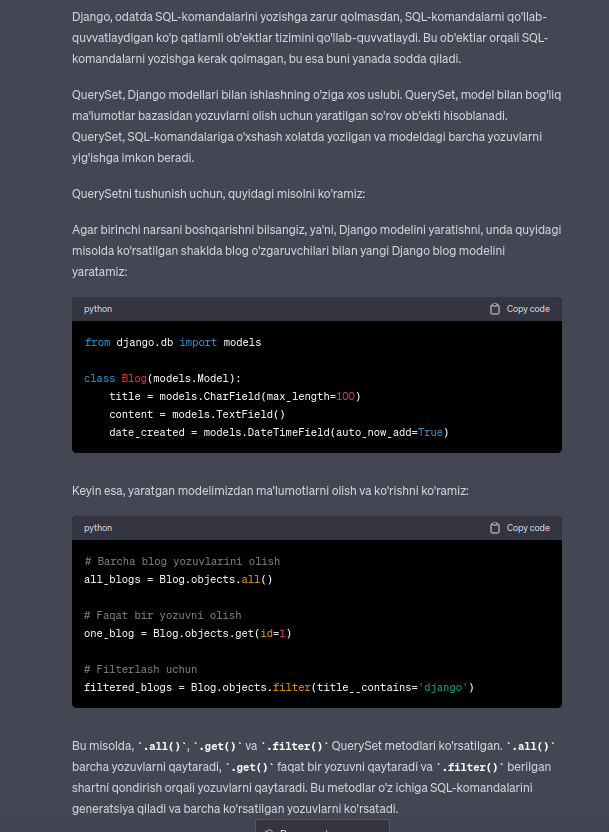 Django, odatda SQL-komandalarini yozishga zarur qolmasdan, SQL-komandalarni qo'llab-
quvvatlaydigan ko'p qatlamli ob'ektlar tizimini qo'llab-quvvatlaydi. Bu ob'ektlar orqali SQL-
komandalarni yozishga kerak qolmagan, bu esa buni yanada sodda qiladi.
QuerySet, Django modellari bilan ishlashning o'ziga xos uslubi. QuerySet, model bilan bog'liq
ma'lumotlar bazasidan yozuvlarni olish uchun yaratilgan so'rov ob'ekti hisoblanadi.
QuerySet, SQL-komandalariga o'xshash xolatda yozilgan va modeldagi barcha yozuvlarni
yig'ishga imkon beradi.
QuerySetni tushunish uchun, quyidagi misolni ko'ramiz:
Agar birinchi narsani boshqarishni bilsangiz, ya'ni, Django modelini yaratishni, unda quyidagi
misolda ko'rsatilgan shaklda blog o'zgaruvchilari bilan yangi Django blog modelini
yaratamiz:
python Copy code
from django.db import models
class Blog(models.Model):
    title = models.CharField(max_length=100)
    content = models.TextField()
    date_created = models.DateTimeField(auto_now_add=True)
Keyin esa, yaratgan modelimizdan ma'lumotlarni olish va ko'rishni ko'ramiz:
python Copy code
# Barcha blog yozuvlarini olish
all_blogs = Blog.objects.all()
# Faqat bir yozuvni olish
one_blog = Blog.objects.get(id=1)
# Filterlash uchun
filtered_blogs = Blog.objects.filter(title__contains='django')
Bu misolda, `.all()`, `.get()` va `.filter()` QuerySet metodlari ko'rsatilgan. `.all()`
barcha yozuvlarni qaytaradi, `.get()` faqat bir yozuvni qaytaradi va `.filter()` berilgan
shartni qondirish orqali yozuvlarni qaytaradi. Bu metodlar o'z ichiga SQL-komandalarini
generatsiya qiladi va barcha ko'rsatilgan yozuvlarni ko'rsatadi.